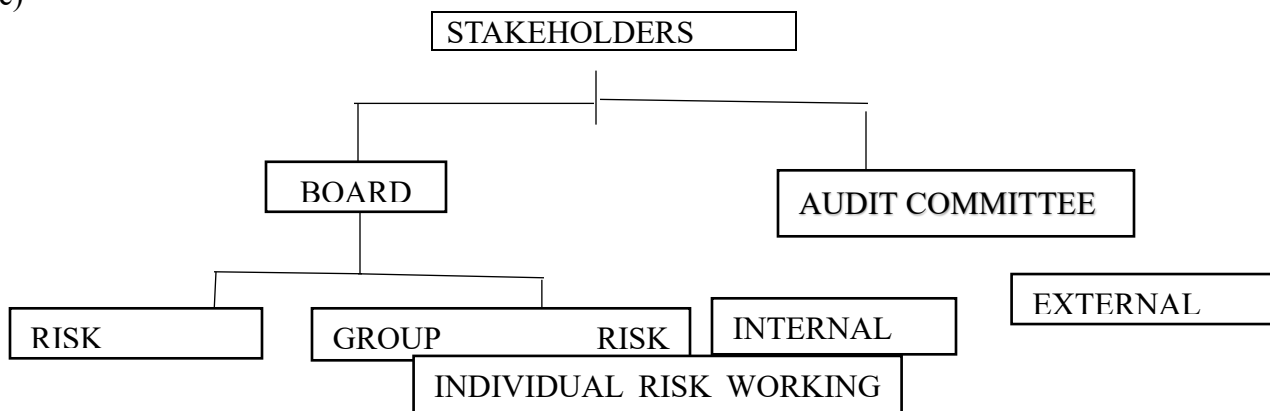 c)
STAKEHOLDERS
BOARD
AUDIT COMMITTEE
EXTERNAL
RISK
GROUP RISK
INTERNAL
INDIVIDUAL RISK WORKING